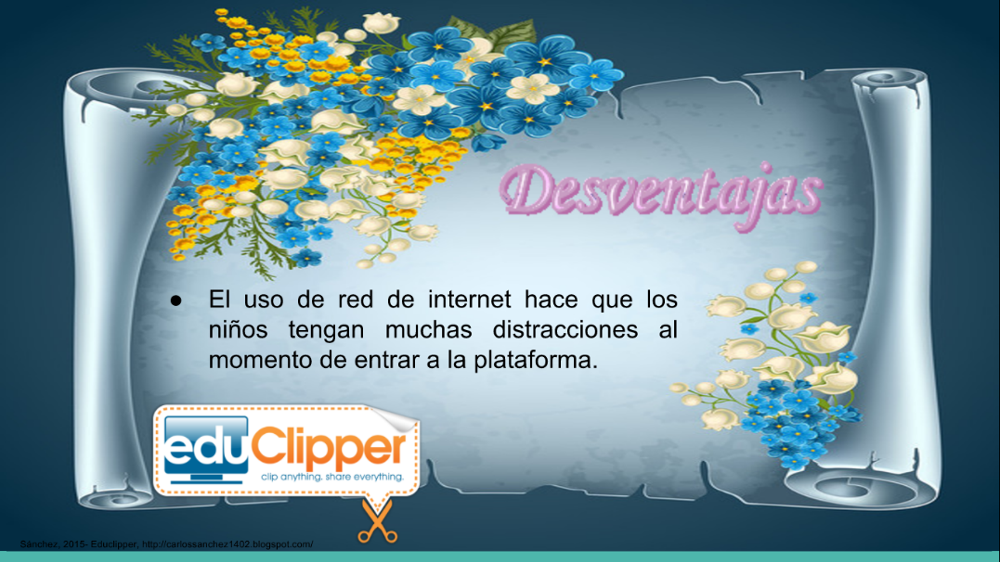 Desventajas
● El uso de red de internet hace que los
niños tengan muchas distracciones al
momento de entrar a la plataforma.
eduClipper
clip anything. share everything.
Sánchez, 2015- Educlipper, http://carlossanchez1402.blogspot.com/